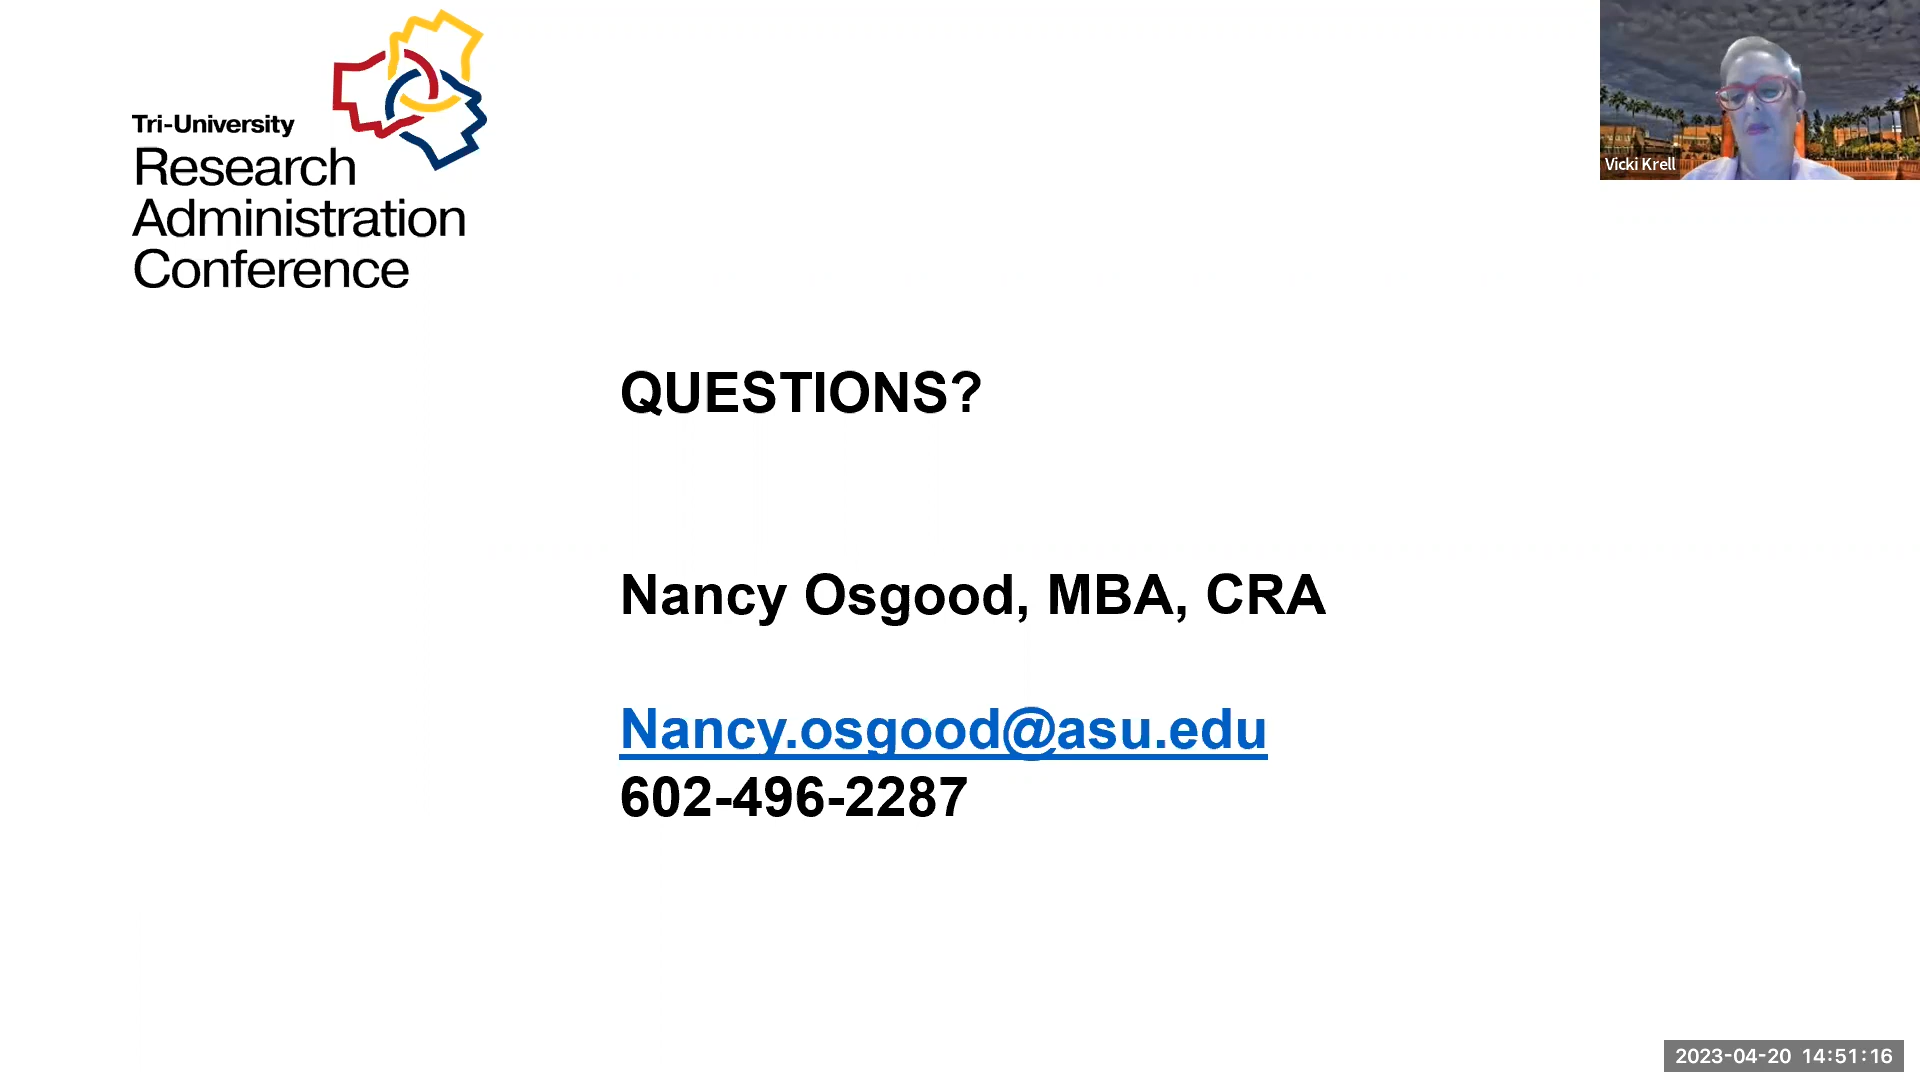 Tri-University
Research
Administration
Conference
Vicki Krell
QUESTIONS?
Nancy Osgood, MBA, CRA
Nancy.osgood@asu.edu
602-496-2287
2023-04-20 14:51:16